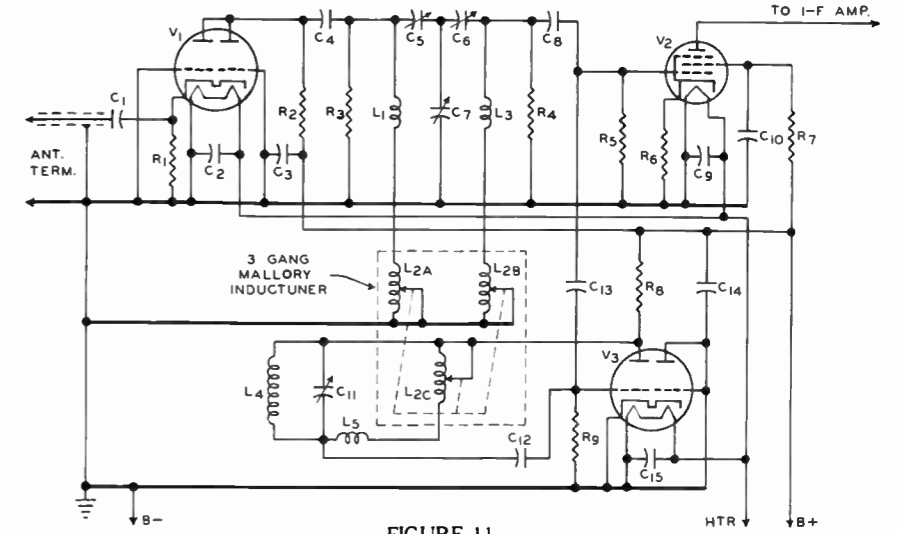 TO I-F AMP.
V1
C4
C5
C6
C8
V2
C1
R2
R3
L1
C7
L3
R4
R5
R6
C9
C10
R7
ANT.
TERM.
R1
C2
C3
3 GANG
MALLORY
INDUCTUNER
L2A
L2B
C13
R8
C14
V3
L4
C11
L2C
L5
C12
R9
C15
B-
HTR
B+
FIGURE 11